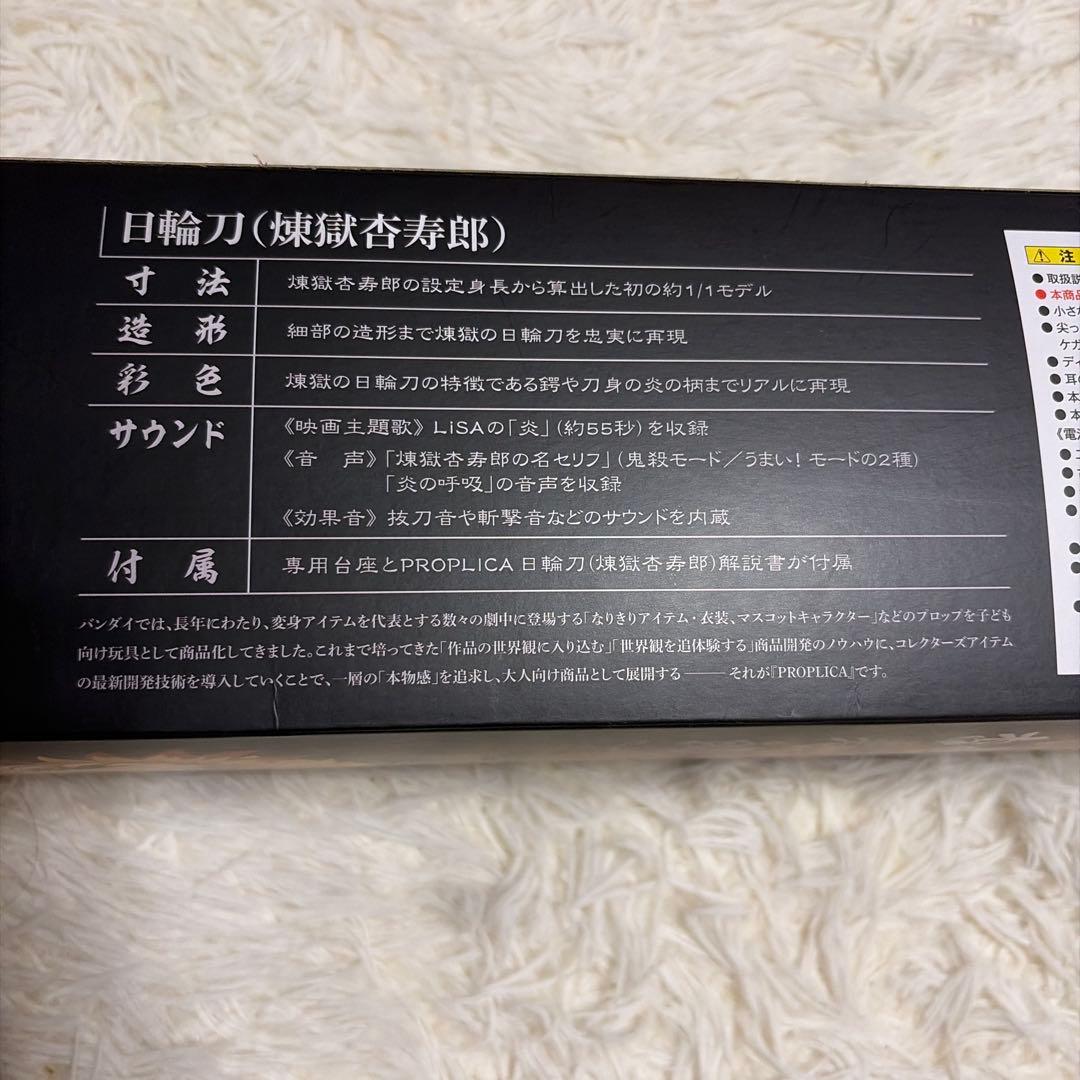 日輪刀(煉獄杏寿郎)
寸 法 煉獄杏寿郎の設定身長から算出した初の約1/1モデル
造 形 細部の造形まで煉獄の日輪刀を忠実に再現
彩 色 煉獄の日輪刀の特徴である鍔や刀身の炎の柄までリアルに再現
サウンド 《映画主題歌》 LiSAの「炎」(約55秒)を収録
《音 声》「煉獄杏寿郎の名セリフ」(鬼殺モード/うまい! モードの2種)
「炎の呼吸」の音声を収録
《効果音》 抜刀音や斬撃音などのサウンドを内蔵
付 属 専用台座とPROPLICA 日輪刀(煉獄杏寿郎)解説書が付属
バンダイでは、長年にわたり、変身アイテムを代表とする数々の劇中に登場する「なりきりアイテム・衣装、マスコットキャラクター」などのプロップを子ども
向け玩具として商品化してきました。これまで培ってきた「作品の世界観に入り込む」「世界観を追体験する」商品開発のノウハウに、コレクターズアイテム
の最新開発技術を導入していくことで、一層の「本物感」を追求し、大人向け商品として展開する ―― それが『PROPLICA』です。
注
●取扱説
●本商品
●小さ
●尖っ
ケガ
●デ
●耳
●本
●本
《電